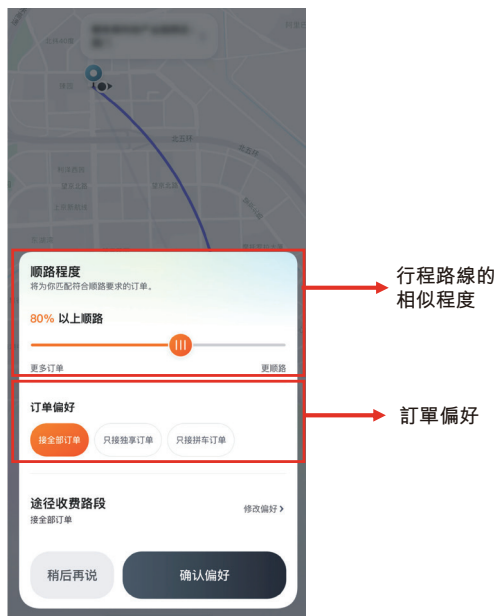 北五环
顺路程度
将为你匹配符合顺路要求的订单。
80% 以上顺路
更多订单
更顺路
行程路線的
相似程度
订单偏好
接全部订单
只接独享订单
只接拼车订单
訂單偏好
途径收费路段
接全部订单
修改偏好
稍后再说
确认偏好